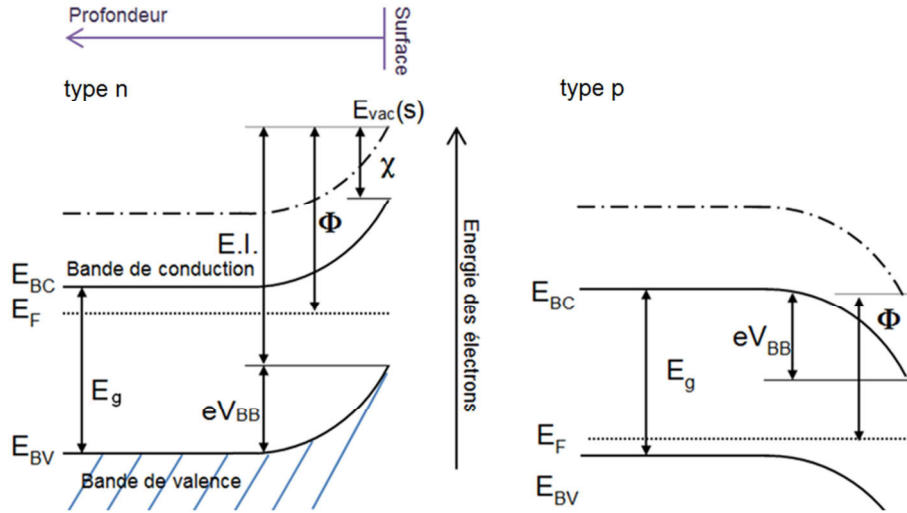 Profondeur
Surface
type n
Evac(s)
χ
Φ
E.I.
Bande de conduction
EBC
EF
Eg
eVBB
EBV
Bande de valence
Energie des électrons
type p
EBC
Φ
eVBB
Eg
EF
EBV